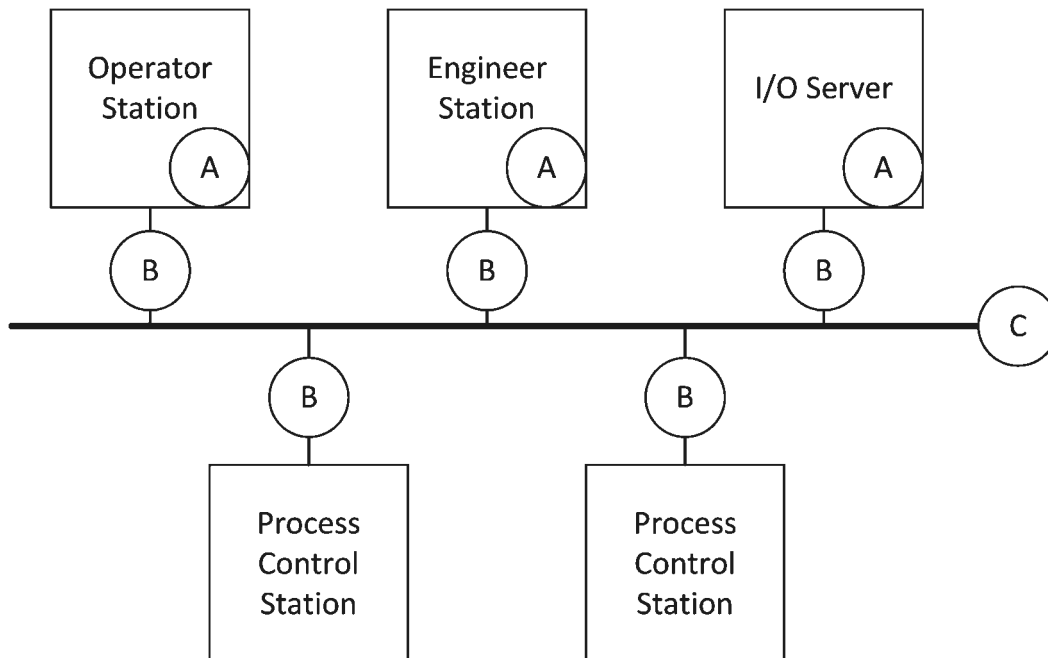 Operator
Station
A
Engineer
Station
A
I/O Server
A
B
B
B
C
B
B
Process
Control
Station
Process
Control
Station